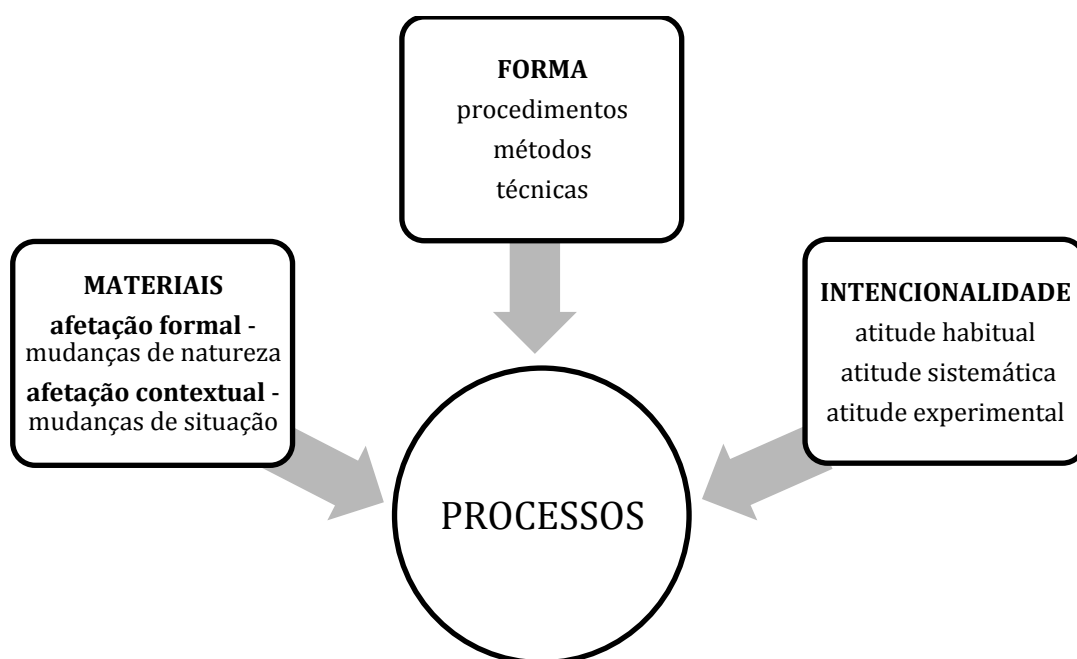 FORMA
procedimentos
métodos
técnicas
MATERIAIS
afetação formal -
mudanças de natureza
afetação contextual -
mudanças de situação
INTENCIONALIDADE
atitude habitual
atitude sistemática
atitude experimental
PROCESSOS